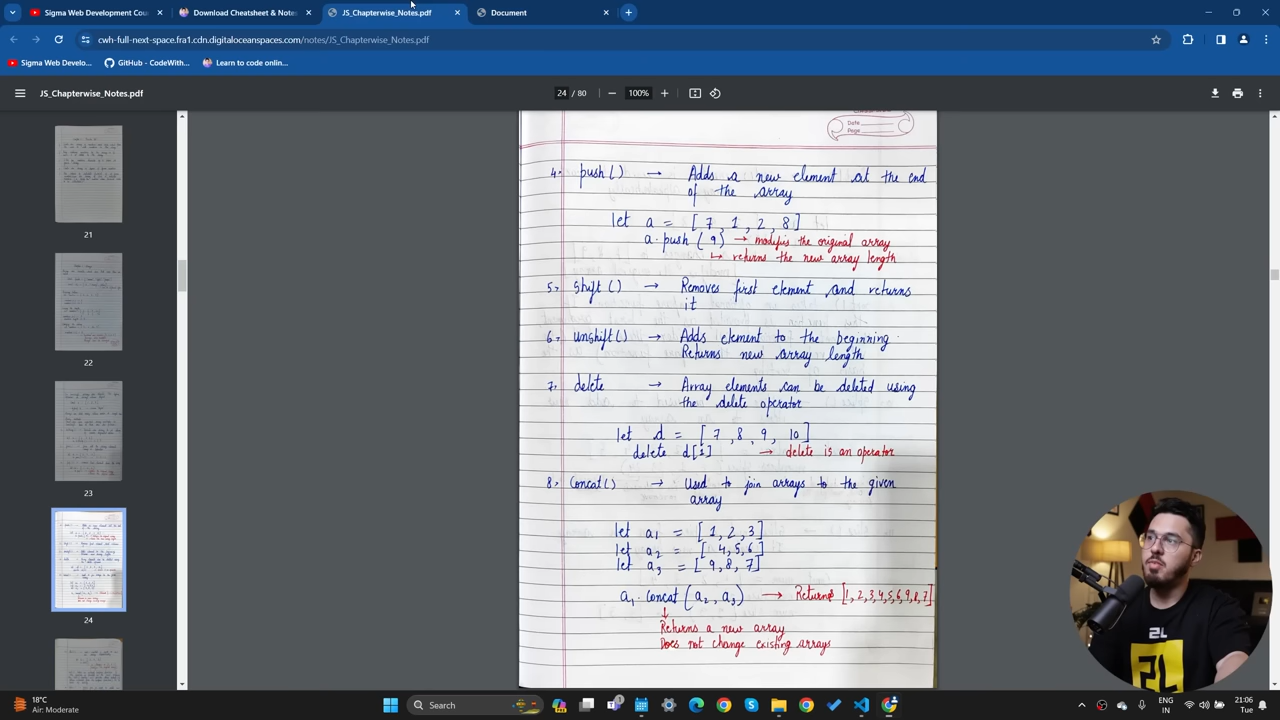 Sigma Web Development Cou
Download Cheatsheet & Notes
JS_Chapterwise_Notes.pdf
Document
cwh-full-next-space.fra1.cdn.digitaloceanspaces.com/notes/JS_Chapterwise_Notes.pdf
Sigma Web Develo...
GitHub - CodeWith...
Learn to code onlin...
JS_Chapterwise_Notes.pdf
24 / 80
100%
21
22
23
24
Date
Page
4. push() → Adds a new element at the end
of the array
let a = [7, 1, 2, 8]
a.push(9) → modifies the original array
↳ returns the new array length
5. Shift() → Removes first element and returns
it
6. unshift() → Adds element to the beginning.
Returns new array length
7. delete → Array elements can be deleted using
the delete operator
let d = [7, 8, 9, 10]
delete d[1] → delete is an operator
8. Concat() → Used to join arrays to the given
array
let a1 = [1, 2, 3]
let a2 = [4, 5, 6]
let a3 = [9, 8, 7]
a1.concat(a2, a3) → Returns [1,2,3,4,5,6,9,8,7]
↓
Returns a new array
Does not change existing arrays
18°C
Air: Moderate
Search
ENG
IN
21:06
Tue